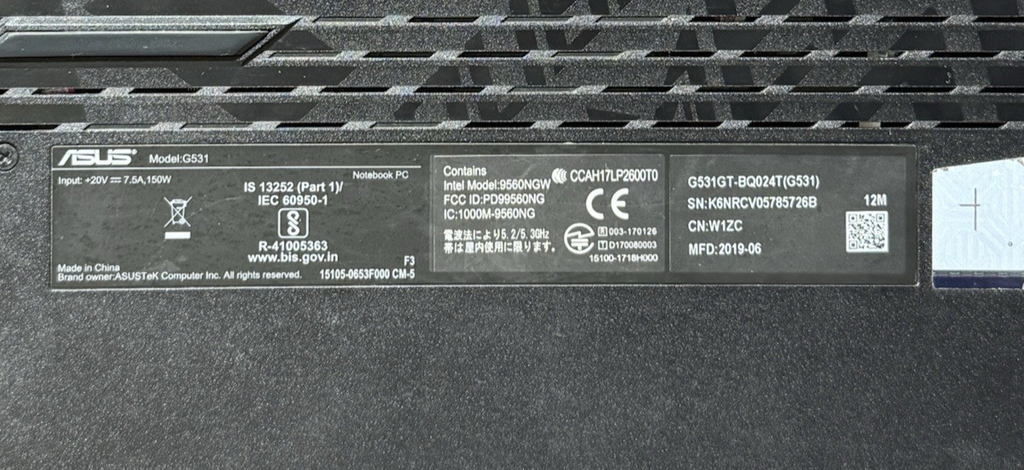 ASUS Model:G531
Input: +20V⎓7.5A,150W
Notebook PC
IS 13252 (Part 1)/
IEC 60950-1
R-41005363
www.bis.gov.in
F3
Made in China
Brand owner:ASUSTeK Computer Inc. All rights reserved.
15105-0653F000 CM-5
Contains
Intel Model:9560NGW
CCAH17LP2600T0
FCC ID:PD99560NG
IC:1000M-9560NG
CE
電波法により5.2/5.3GHz
帯は屋内使用に限ります。
R 003-170126
T D170080003
15100-1718H000
G531GT-BQ024T(G531)
SN:K6NRCV05785726B
12M
CN:W1ZC
MFD:2019-06